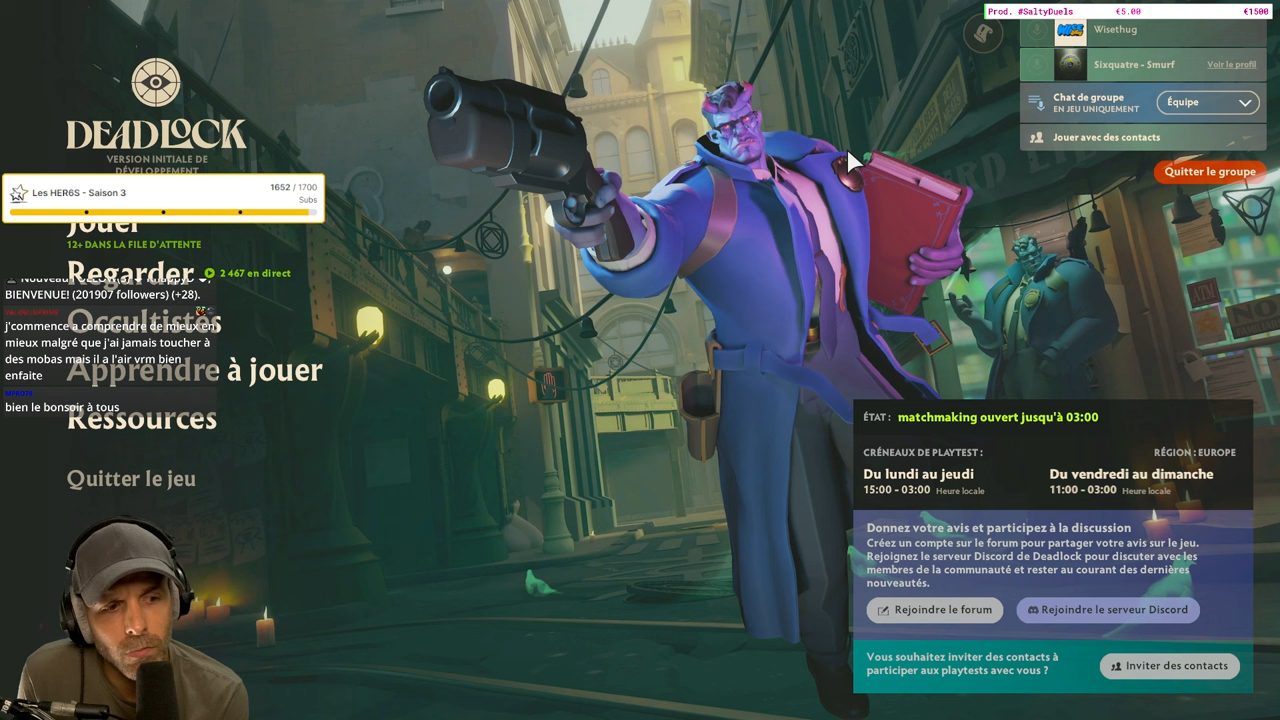 Prod. #SaltyDuels €5.00 €1500
Wisethug
Sixquatre - Smurf Voir le profil
Chat de groupe
EN JEU UNIQUEMENT
Équipe
Jouer avec des contacts
Quitter le groupe
DEADLOCK
VERSION INITIALE DE
DÉVELOPPEMENT
Les HER6S - Saison 3 1652 / 1700
Subs
Jouer
12+ DANS LA FILE D'ATTENTE
Regarder 2 467 en direct
BIENVENUE! (201907 followers) (+28).
Occultistes
j'commence a comprendre de mieux en
mieux malgré que j'ai jamais toucher à
des mobas mais il a l'air vrm bien
enfaite
Apprendre à jouer
bien le bonsoir à tous
Ressources
Quitter le jeu
ATM
NO
ÉTAT : matchmaking ouvert jusqu'à 03:00
CRÉNEAUX DE PLAYTEST : RÉGION : EUROPE
Du lundi au jeudi Du vendredi au dimanche
15:00 - 03:00 Heure locale 11:00 - 03:00 Heure locale
Donnez votre avis et participez à la discussion
Créez un compte sur le forum pour partager votre avis sur le jeu.
Rejoignez le serveur Discord de Deadlock pour discuter avec les
membres de la communauté et rester au courant des dernières
nouveautés.
Rejoindre le forum Rejoindre le serveur Discord
Vous souhaitez inviter des contacts à
participer aux playtests avec vous ?
Inviter des contacts